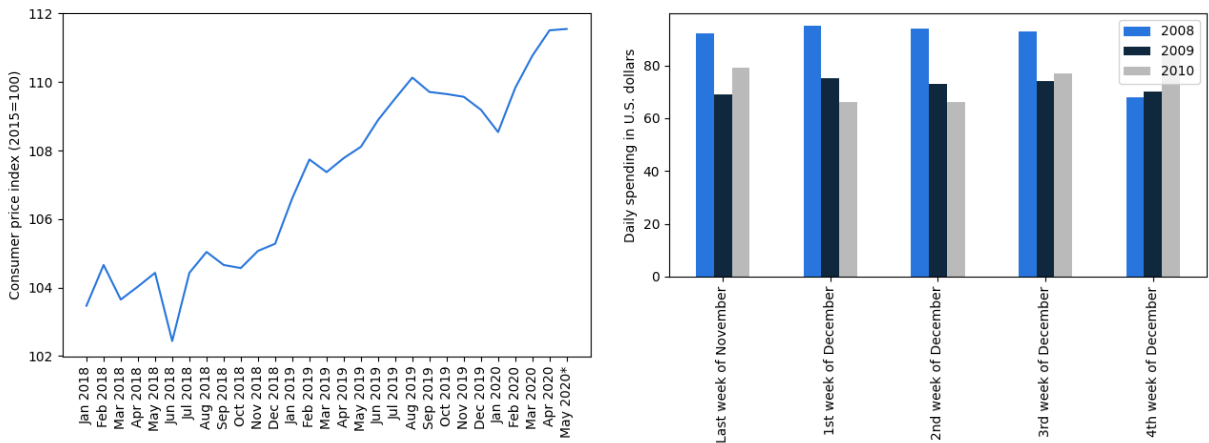 Consumer price index (2015=100)
112
110
108
106
104
102
Jan 2018
Feb 2018
Mar 2018
Apr 2018
May 2018
Jun 2018
Jul 2018
Aug 2018
Sep 2018
Oct 2018
Nov 2018
Dec 2018
Jan 2019
Feb 2019
Mar 2019
Apr 2019
May 2019
Jun 2019
Jul 2019
Aug 2019
Sep 2019
Oct 2019
Nov 2019
Dec 2019
Jan 2020
Feb 2020
Mar 2020
Apr 2020
May 2020*
Daily spending in U.S. dollars
80
60
40
20
0
2008
2009
2010
Last week of November
1st week of December
2nd week of December
3rd week of December
4th week of December